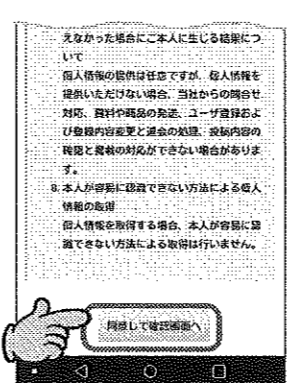 えなかった場合にご本人に生じる結果につ
いて
個人情報の提供は任意ですが、個人情報を
提供いただけない場合、当社からの問合せ
対応、資料や商品の発送、ユーザ登録およ
び登録内容変更と退会の処理、投稿内容の
確認と掲載の対応ができない場合がありま
す。
8. 本人が容易に認識できない方法による個人
情報の取得
個人情報を取得する場合、本人が容易に認
識できない方法による取得は行いません。
同意して確認画面へ